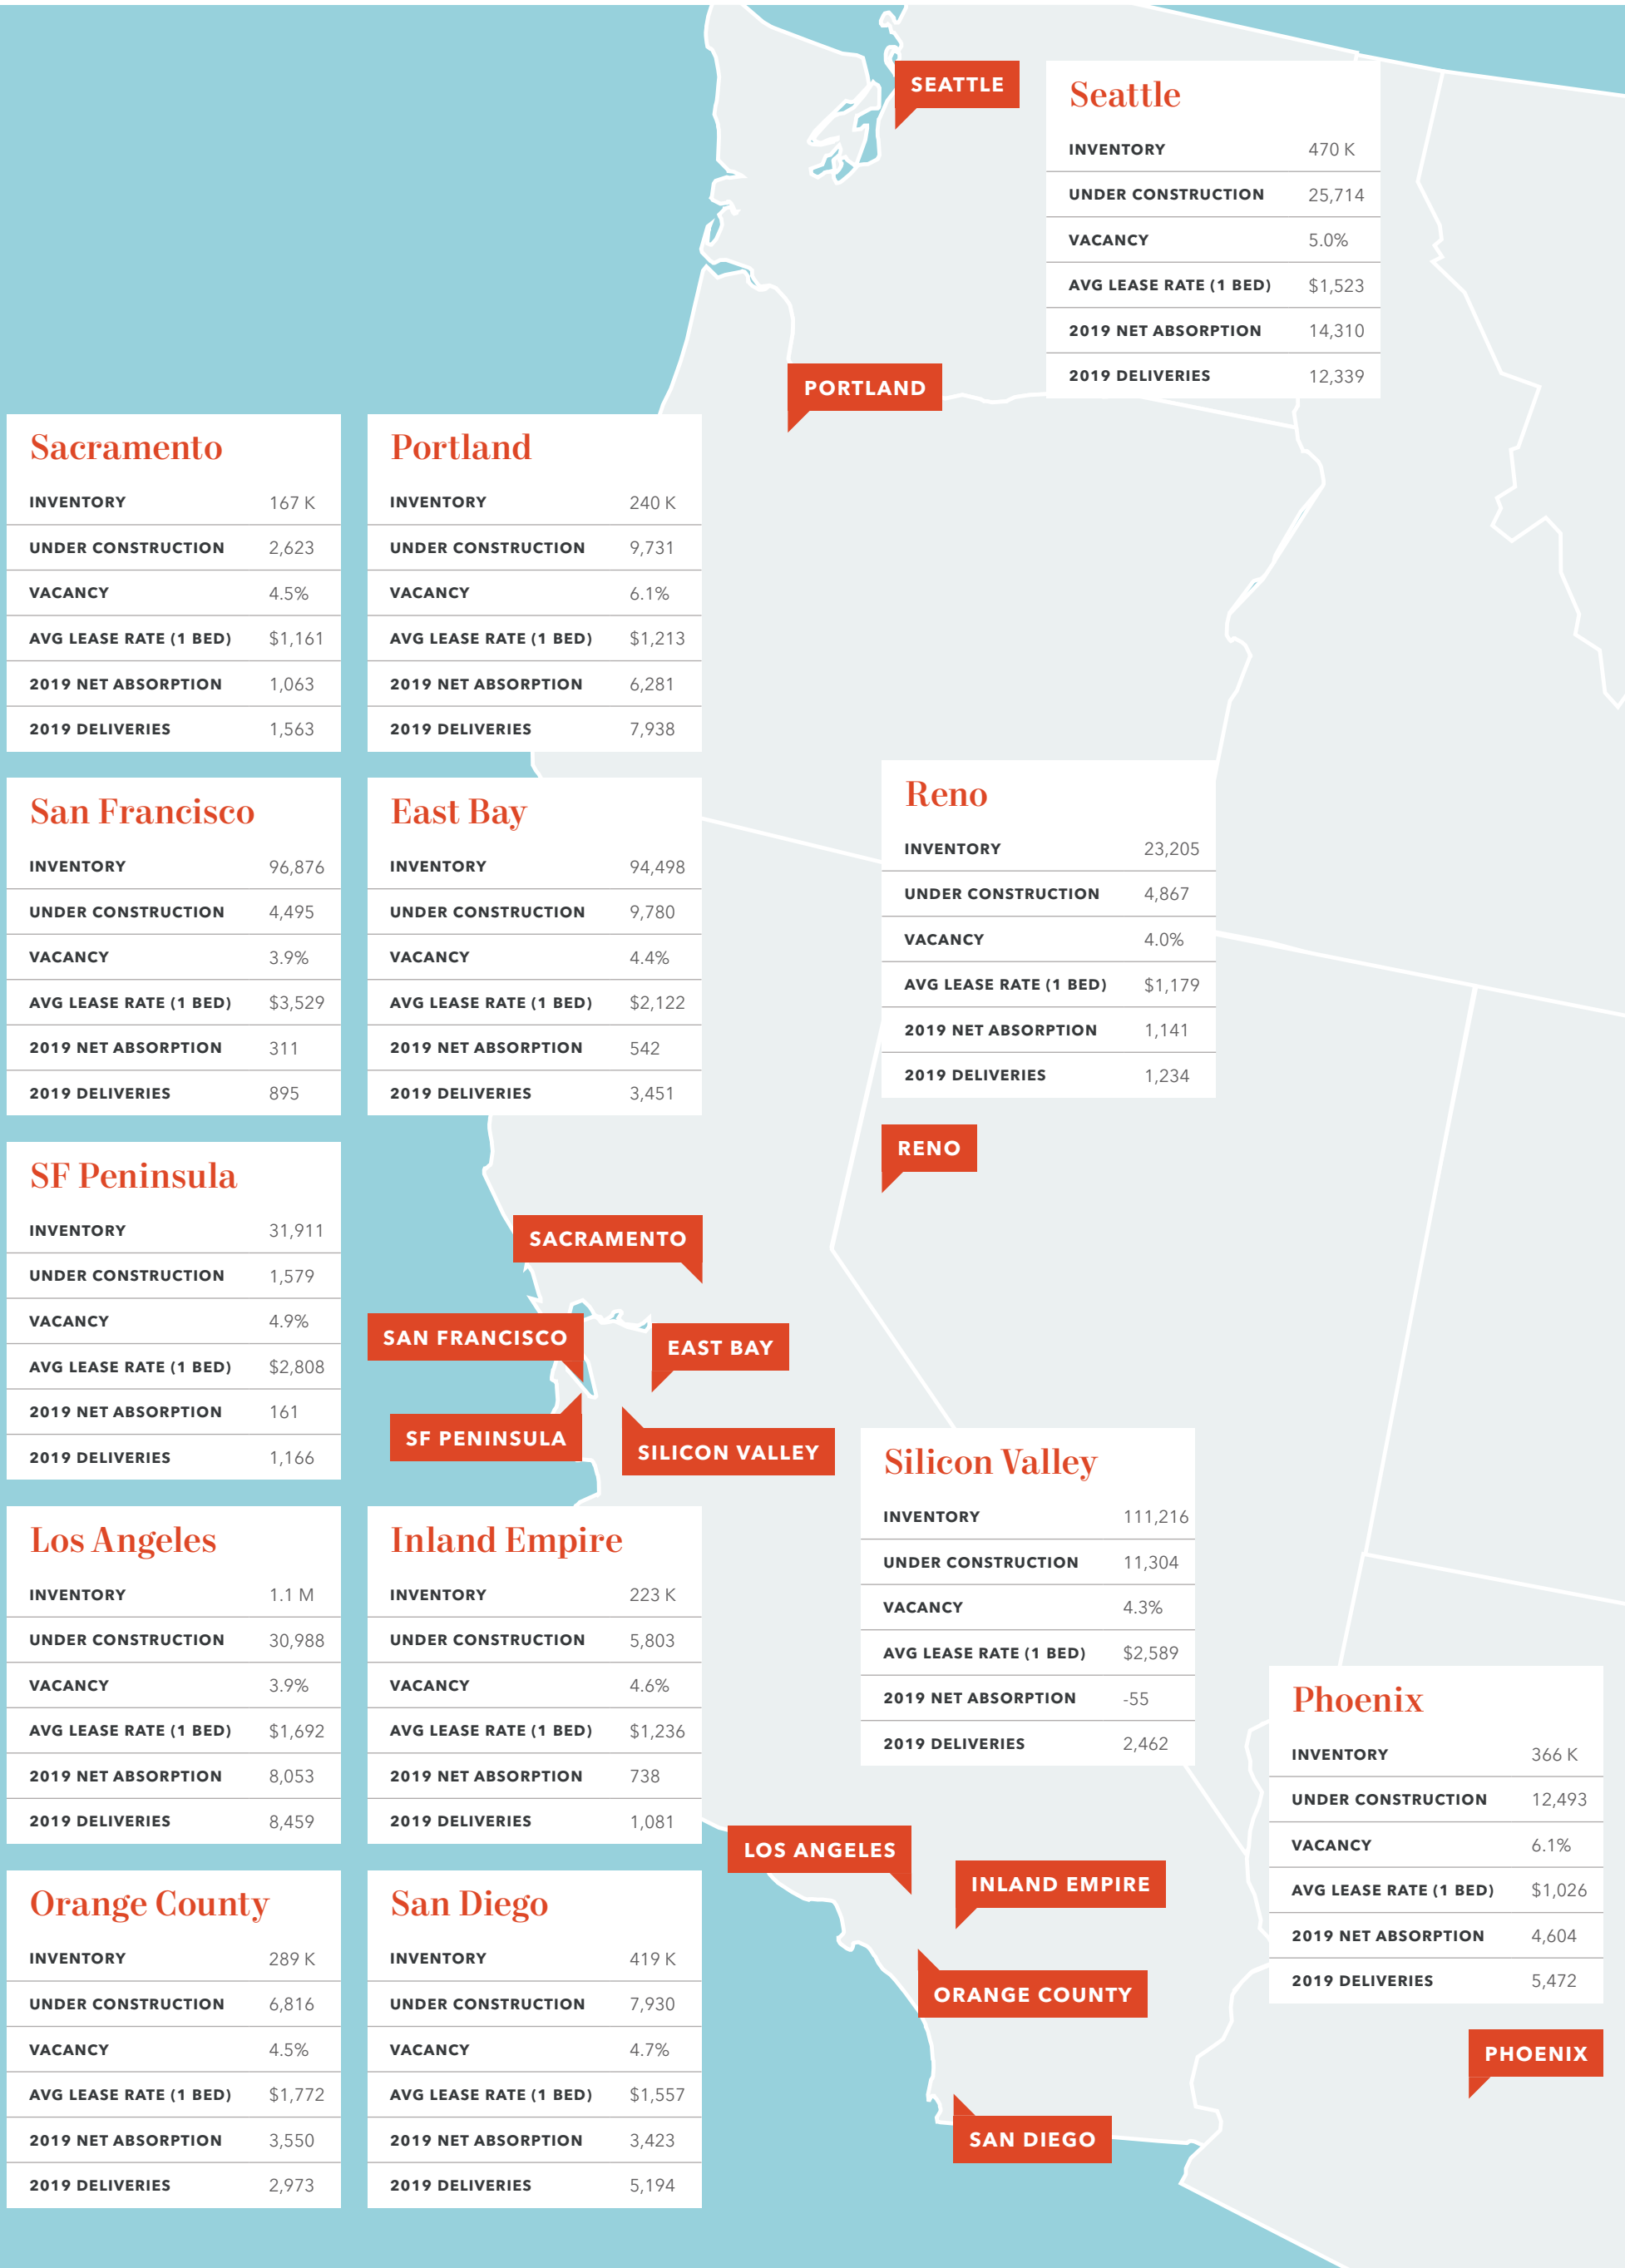 SEATTLE
Seattle
INVENTORY 470 K
UNDER CONSTRUCTION 25,714
VACANCY 5.0%
AVG LEASE RATE (1 BED) $1,523
2019 NET ABSORPTION 14,310
2019 DELIVERIES 12,339
PORTLAND
Sacramento
INVENTORY 167 K
UNDER CONSTRUCTION 2,623
VACANCY 4.5%
AVG LEASE RATE (1 BED) $1,161
2019 NET ABSORPTION 1,063
2019 DELIVERIES 1,563
Portland
INVENTORY 240 K
UNDER CONSTRUCTION 9,731
VACANCY 6.1%
AVG LEASE RATE (1 BED) $1,213
2019 NET ABSORPTION 6,281
2019 DELIVERIES 7,938
San Francisco
INVENTORY 96,876
UNDER CONSTRUCTION 4,495
VACANCY 3.9%
AVG LEASE RATE (1 BED) $3,529
2019 NET ABSORPTION 311
2019 DELIVERIES 895
East Bay
INVENTORY 94,498
UNDER CONSTRUCTION 9,780
VACANCY 4.4%
AVG LEASE RATE (1 BED) $2,122
2019 NET ABSORPTION 542
2019 DELIVERIES 3,451
Reno
INVENTORY 23,205
UNDER CONSTRUCTION 4,867
VACANCY 4.0%
AVG LEASE RATE (1 BED) $1,179
2019 NET ABSORPTION 1,141
2019 DELIVERIES 1,234
RENO
SF Peninsula
INVENTORY 31,911
UNDER CONSTRUCTION 1,579
VACANCY 4.9%
AVG LEASE RATE (1 BED) $2,808
2019 NET ABSORPTION 161
2019 DELIVERIES 1,166
SACRAMENTO
SAN FRANCISCO
EAST BAY
SF PENINSULA
SILICON VALLEY
Silicon Valley
INVENTORY 111,216
UNDER CONSTRUCTION 11,304
VACANCY 4.3%
AVG LEASE RATE (1 BED) $2,589
2019 NET ABSORPTION -55
2019 DELIVERIES 2,462
Los Angeles
INVENTORY 1.1 M
UNDER CONSTRUCTION 30,988
VACANCY 3.9%
AVG LEASE RATE (1 BED) $1,692
2019 NET ABSORPTION 8,053
2019 DELIVERIES 8,459
Inland Empire
INVENTORY 223 K
UNDER CONSTRUCTION 5,803
VACANCY 4.6%
AVG LEASE RATE (1 BED) $1,236
2019 NET ABSORPTION 738
2019 DELIVERIES 1,081
Phoenix
INVENTORY 366 K
UNDER CONSTRUCTION 12,493
VACANCY 6.1%
AVG LEASE RATE (1 BED) $1,026
2019 NET ABSORPTION 4,604
2019 DELIVERIES 5,472
LOS ANGELES
INLAND EMPIRE
ORANGE COUNTY
PHOENIX
SAN DIEGO
Orange County
INVENTORY 289 K
UNDER CONSTRUCTION 6,816
VACANCY 4.5%
AVG LEASE RATE (1 BED) $1,772
2019 NET ABSORPTION 3,550
2019 DELIVERIES 2,973
San Diego
INVENTORY 419 K
UNDER CONSTRUCTION 7,930
VACANCY 4.7%
AVG LEASE RATE (1 BED) $1,557
2019 NET ABSORPTION 3,423
2019 DELIVERIES 5,194